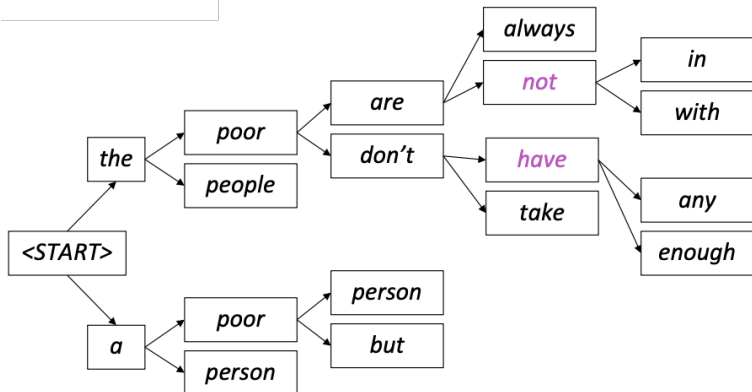 always
not
in
with
are
don't
poor
people
the
have
take
any
enough
<START>
a
poor
person
person
but